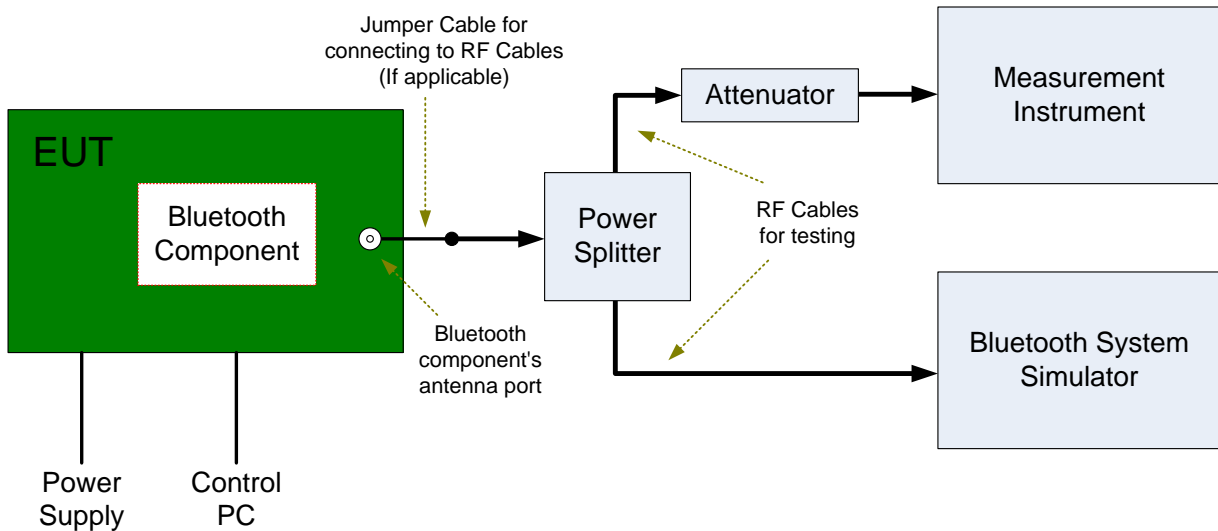 Jumper Cable for
connecting to RF Cables
(If applicable)
EUT
Bluetooth
Component
Attenuator
Measurement
Instrument
Power
Splitter
RF Cables
for testing
Bluetooth
component's
antenna port
Bluetooth System
Simulator
Power
Supply
Control
PC